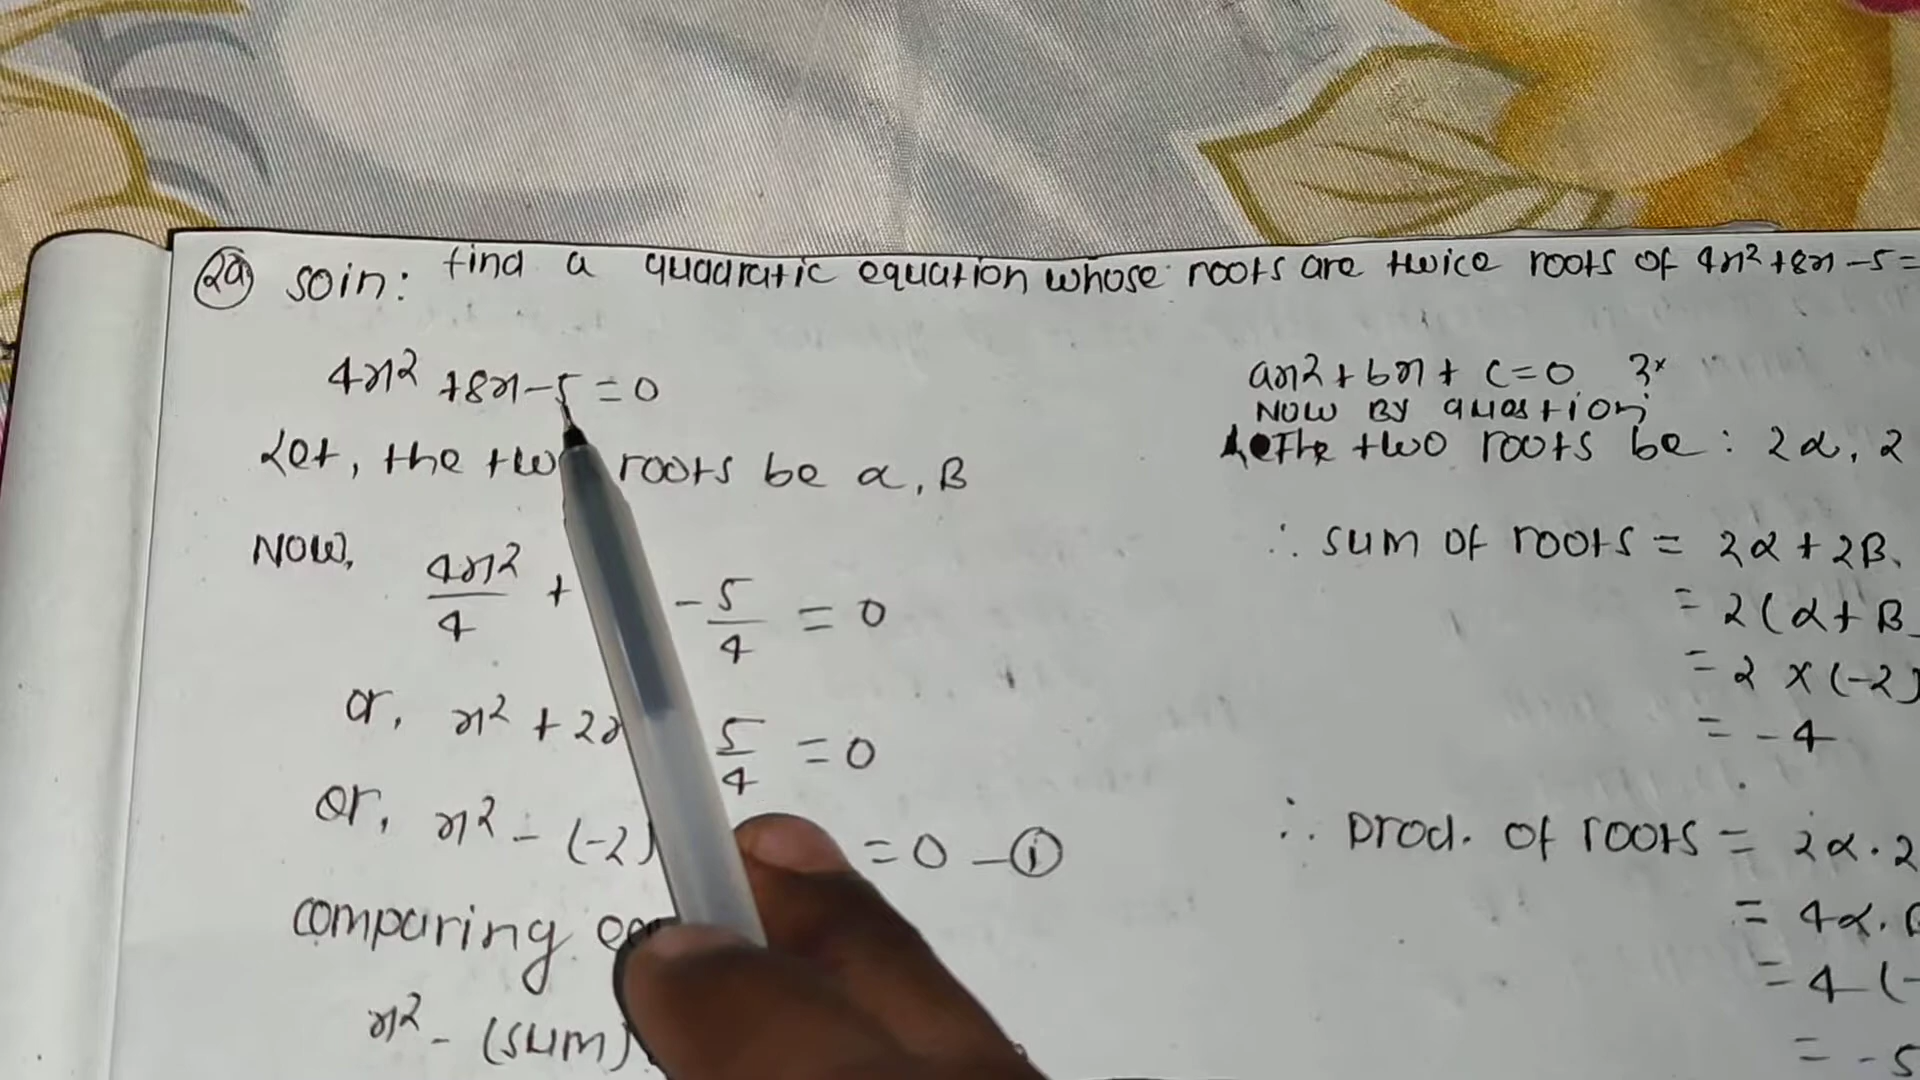 2a soln: find a quadratic equation whose roots are twice roots of 4x² + 8x - 5 =
4x² + 8x - 5 = 0
Let, the two roots be α, β
Now, 4x²/4 + - 5/4 = 0
or, x² + 2x 5/4 = 0
or, x² - (-2) = 0 - ①
comparing
x² - (sum)
ax² + bx + c = 0
Now By question,
The two roots be: 2α, 2
∴ sum of roots = 2α + 2β
= 2(α + β
= 2 × (-2)
= -4
∴ prod. of roots = 2α . 2
= 4α . β
= 4 (-
= -5